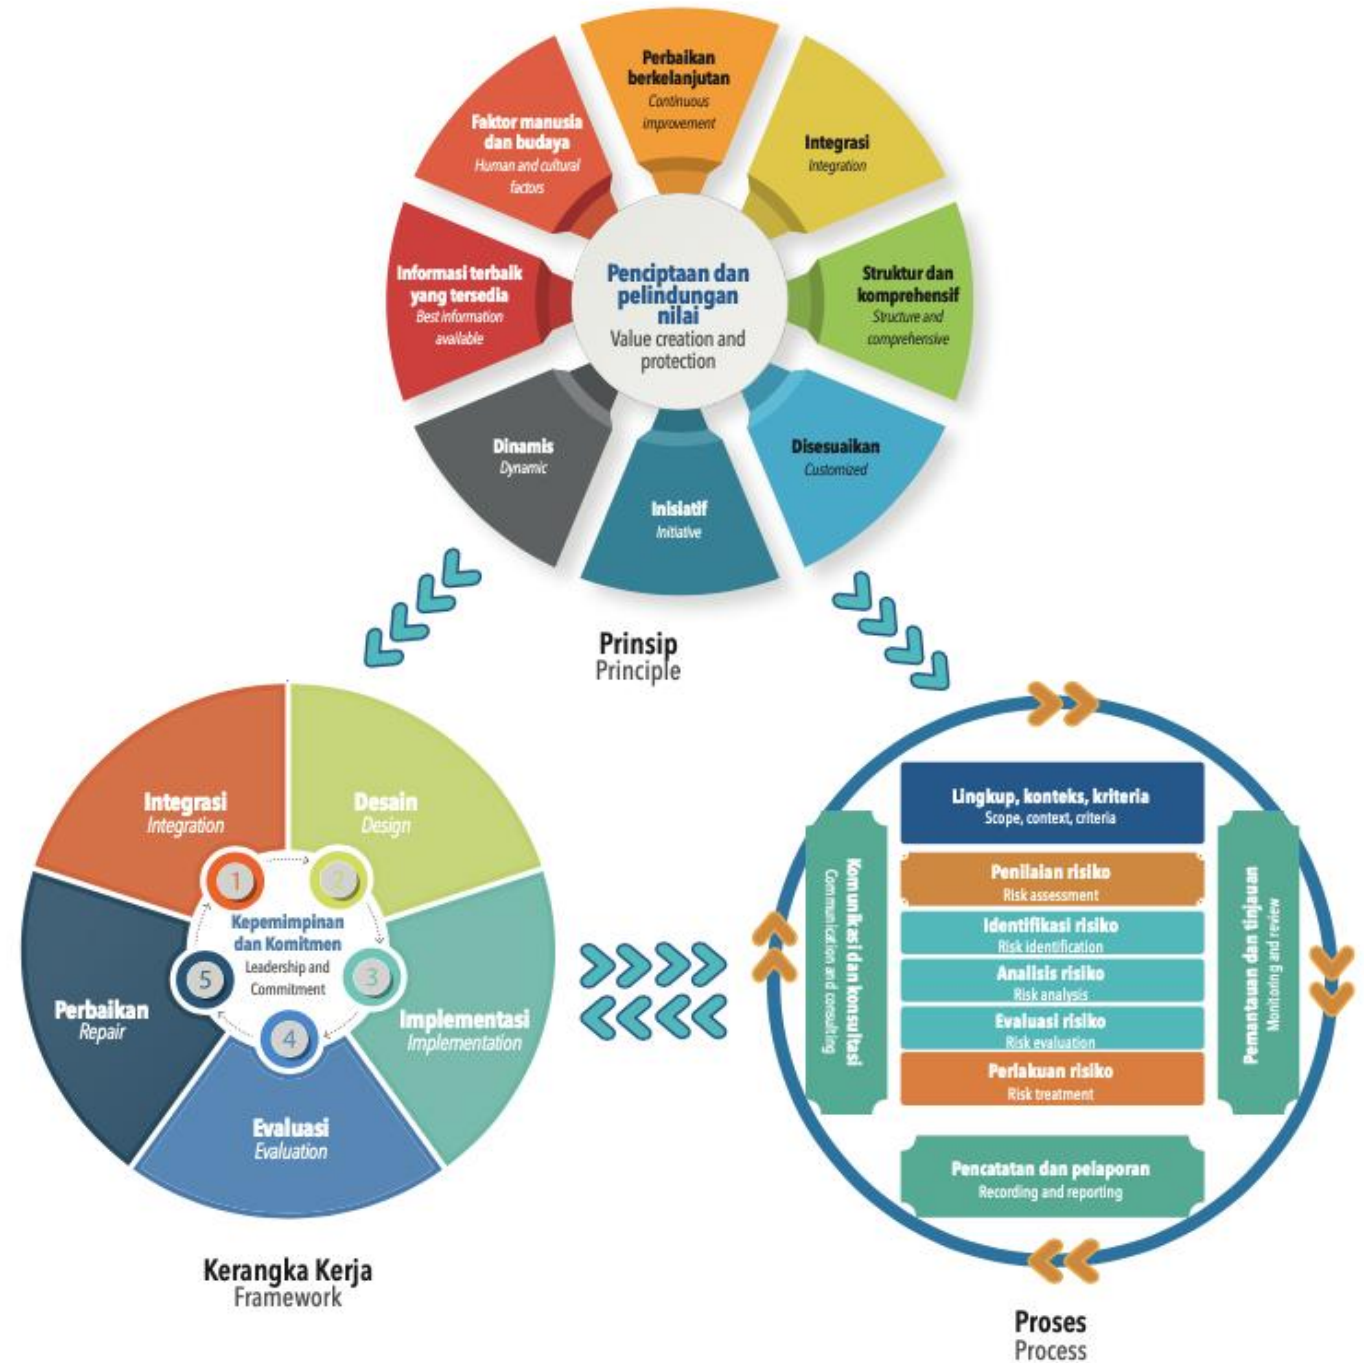 Perbaikan
berkelanjutan
Continuous
improvement
Integrasi
Integration
Struktur dan
komprehensif
Structure and
comprehensive
Disesuaikan
Customized
Inisiatif
Initiative
Dinamis
Dynamic
Informasi terbaik
yang tersedia
Best information
available
Faktor manusia
dan budaya
Human and cultural
factors
Penciptaan dan
pelindungan
nilai
Value creation and
protection
Prinsip
Principle
Integrasi
Integration
Desain
Design
Implementasi
Implementation
Evaluasi
Evaluation
Perbaikan
Repair
1
2
3
4
5
Kepemimpinan
dan Komitmen
Leadership and
Commitment
Kerangka Kerja
Framework
Lingkup, konteks, kriteria
Scope, context, criteria
Penilaian risiko
Risk assessment
Identifikasi risiko
Risk identification
Analisis risiko
Risk analysis
Evaluasi risiko
Risk evaluation
Perlakuan risiko
Risk treatment
Komunikasi dan konsultasi
Communication and consulting
Pemantauan dan tinjauan
Monitoring and review
Pencatatan dan pelaporan
Recording and reporting
Proses
Process